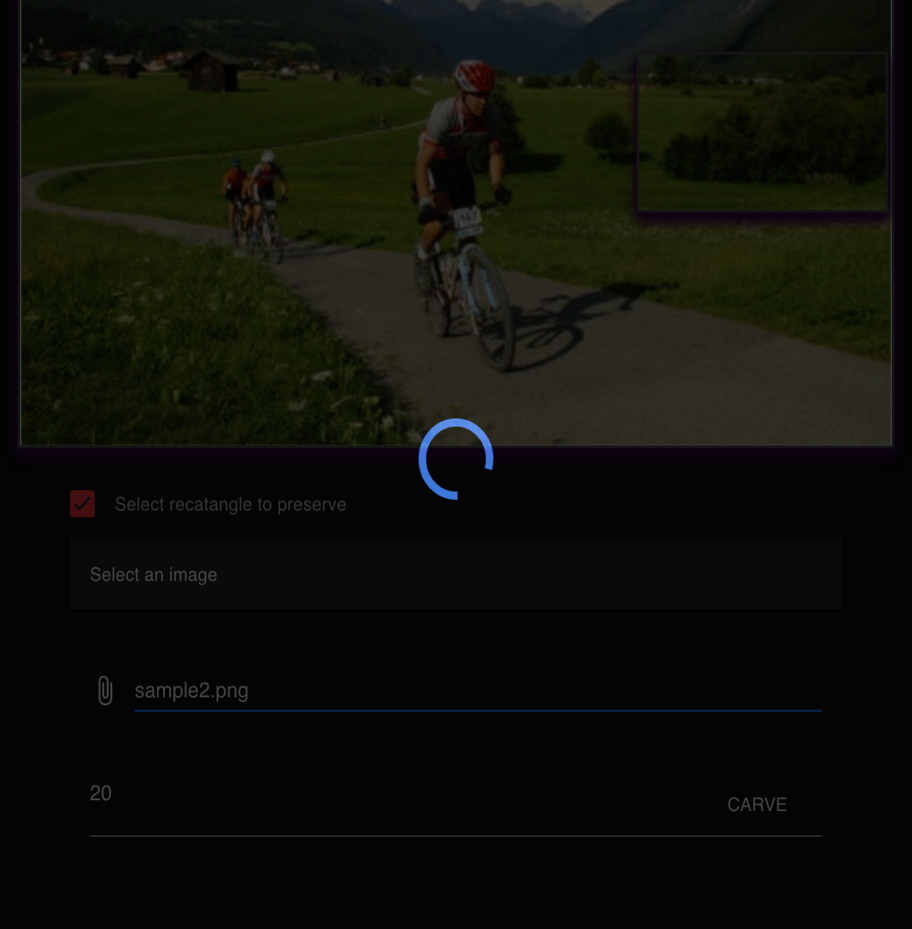 Select recatangle to preserve
Select an image
sample2.png
20
CARVE